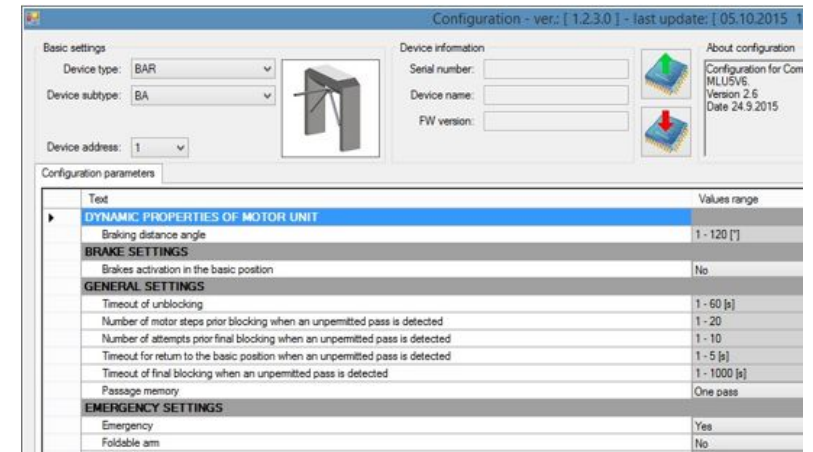 Configuration - ver.: [ 1.2.3.0 ] - last update: [ 05.10.2015 1
Basic settings
Device type: BAR
Device subtype: BA
Device address: 1
Device information
Serial number:
Device name:
FW version:
About configuration
Configuration for Com
MLU5V6.
Version 2.6
Date 24.9.2015
Configuration parameters
Text Values range
DYNAMIC PROPERTIES OF MOTOR UNIT
Braking distance angle 1 - 120 [°]
BRAKE SETTINGS
Brakes activation in the basic position No
GENERAL SETTINGS
Timeout of unblocking 1 - 60 [s]
Number of motor steps prior blocking when an unpermitted pass is detected 1 - 20
Number of attempts prior final blocking when an unpermitted pass is detected 1 - 10
Timeout for return to the basic position when an unpermitted pass is detected 1 - 5 [s]
Timeout of final blocking when an unpermitted pass is detected 1 - 1000 [s]
Passage memory One pass
EMERGENCY SETTINGS
Emergency Yes
Foldable arm No